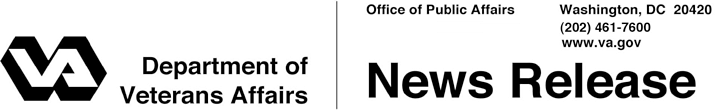 VA
Department of
Veterans Affairs
Office of Public Affairs
Washington, DC 20420
(202) 461-7600
www.va.gov
News Release